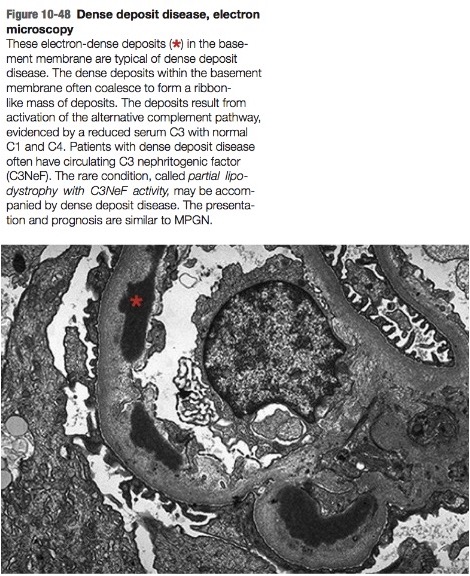 Figure 10-48 Dense deposit disease, electron
microscopy
These electron-dense deposits (*) in the base-
ment membrane are typical of dense deposit
disease. The dense deposits within the basement
membrane often coalesce to form a ribbon-
like mass of deposits. The deposits result from
activation of the alternative complement pathway,
evidenced by a reduced serum C3 with normal
C1 and C4. Patients with dense deposit disease
often have circulating C3 nephritogenic factor
(C3NeF). The rare condition, called partial lipo-
dystrophy with C3NeF activity, may be accom-
panied by dense deposit disease. The presenta-
tion and prognosis are similar to MPGN.
*